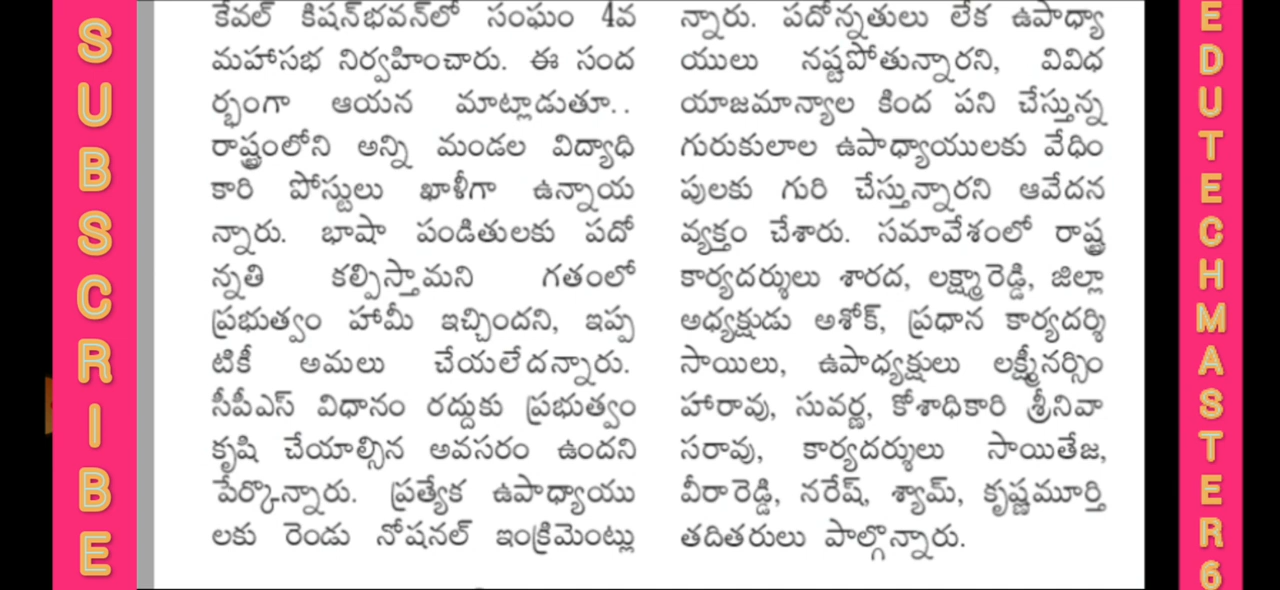 SUBSCRIBE
కేవల్ కిషన్‌భవన్‌లో సంఘం 4వ
మహాసభ నిర్వహించారు. ఈ సంద
ర్భంగా ఆయన మాట్లాడుతూ..
రాష్ట్రంలోని అన్ని మండల విద్యాధి
కారి పోస్టులు ఖాళీగా ఉన్నాయ
న్నారు. భాషా పండితులకు పదో
న్నతి కల్పిస్తామని గతంలో
ప్రభుత్వం హామీ ఇచ్చిందని, ఇప్ప
టికీ అమలు చేయలేదన్నారు.
సీపీఎస్ విధానం రద్దుకు ప్రభుత్వం
కృషి చేయాల్సిన అవసరం ఉందని
పేర్కొన్నారు. ప్రత్యేక ఉపాధ్యాయు
లకు రెండు నోషనల్ ఇంక్రిమెంట్లు
న్నారు. పదోన్నతులు లేక ఉపాధ్యా
యులు నష్టపోతున్నారని, వివిధ
యాజమాన్యాల కింద పని చేస్తున్న
గురుకులాల ఉపాధ్యాయులకు వేధిం
పులకు గురి చేస్తున్నారని ఆవేదన
వ్యక్తం చేశారు. సమావేశంలో రాష్ట్ర
కార్యదర్శులు శారద, లక్ష్మారెడ్డి, జిల్లా
అధ్యక్షుడు అశోక్, ప్రధాన కార్యదర్శి
సాయిలు, ఉపాధ్యక్షులు లక్ష్మీనర్సిం
హారావు, సువర్ణ, కోశాధికారి శ్రీనివా
సరావు, కార్యదర్శులు సాయితేజ,
వీరారెడ్డి, నరేష్, శ్యామ్, కృష్ణమూర్తి
తదితరులు పాల్గొన్నారు.
EDUTECHMASTER6